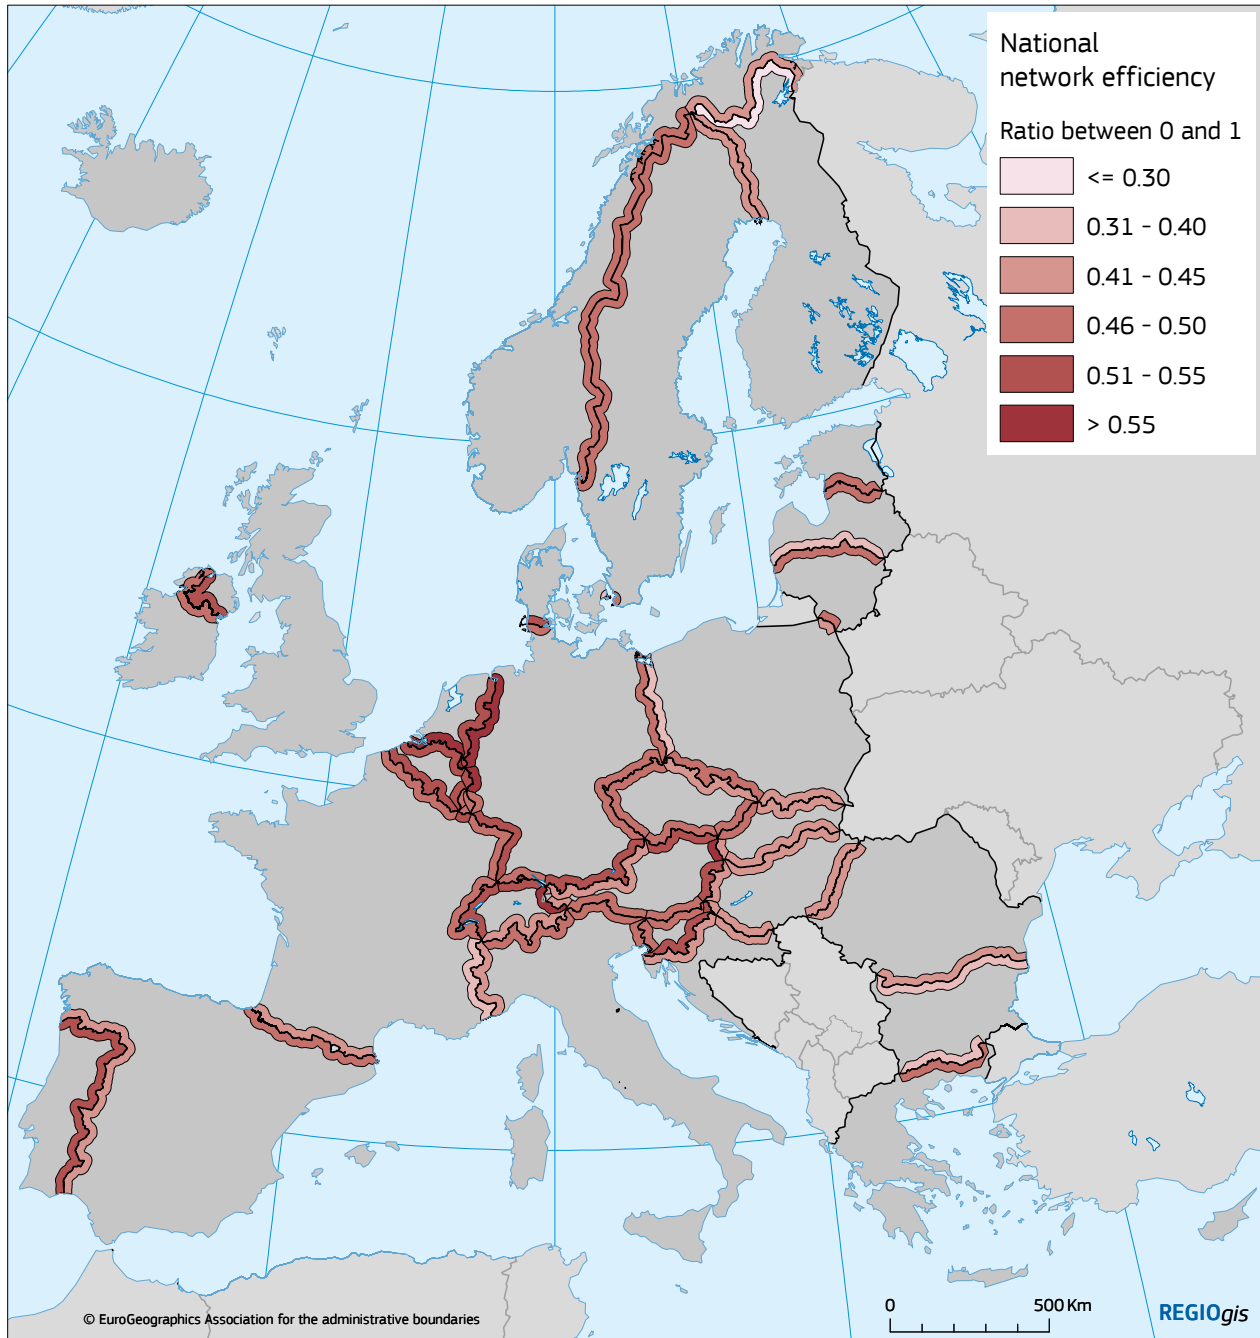 National
network efficiency
Ratio between 0 and 1
<= 0.30
0.31 - 0.40
0.41 - 0.45
0.46 - 0.50
0.51 - 0.55
> 0.55
© EuroGeographics Association for the administrative boundaries
0 500 Km
REGIOgis